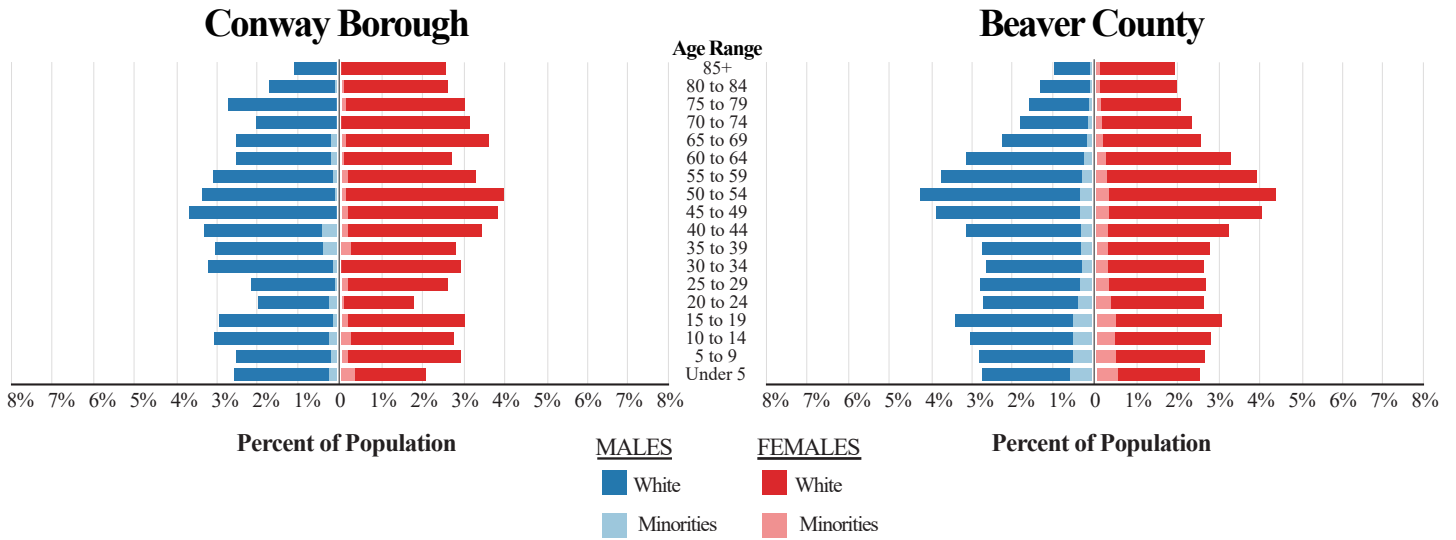 Conway Borough
Beaver County
Age Range
85+
80 to 84
75 to 79
70 to 74
65 to 69
60 to 64
55 to 59
50 to 54
45 to 49
40 to 44
35 to 39
30 to 34
25 to 29
20 to 24
15 to 19
10 to 14
5 to 9
Under 5
8% 7% 6% 5% 4% 3% 2% 1% 0 1% 2% 3% 4% 5% 6% 7% 8%
8% 7% 6% 5% 4% 3% 2% 1% 0 1% 2% 3% 4% 5% 6% 7% 8%
Percent of Population
Percent of Population
MALES
FEMALES
White
White
Minorities
Minorities